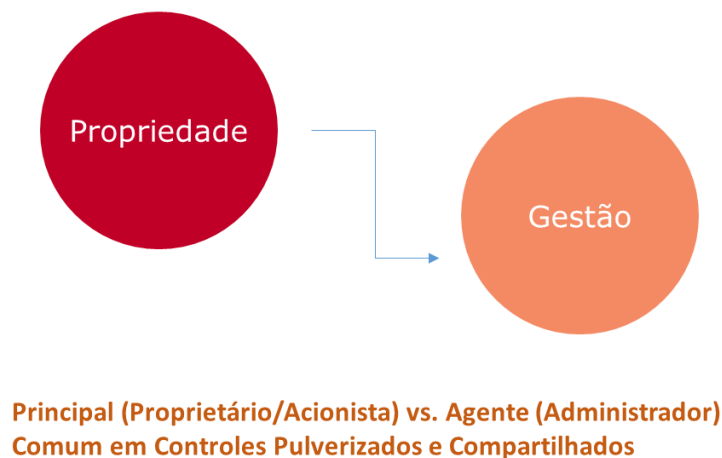 Propriedade
Gestão
Principal (Proprietário/Acionista) vs. Agente (Administrador)
Comum em Controles Pulverizados e Compartilhados